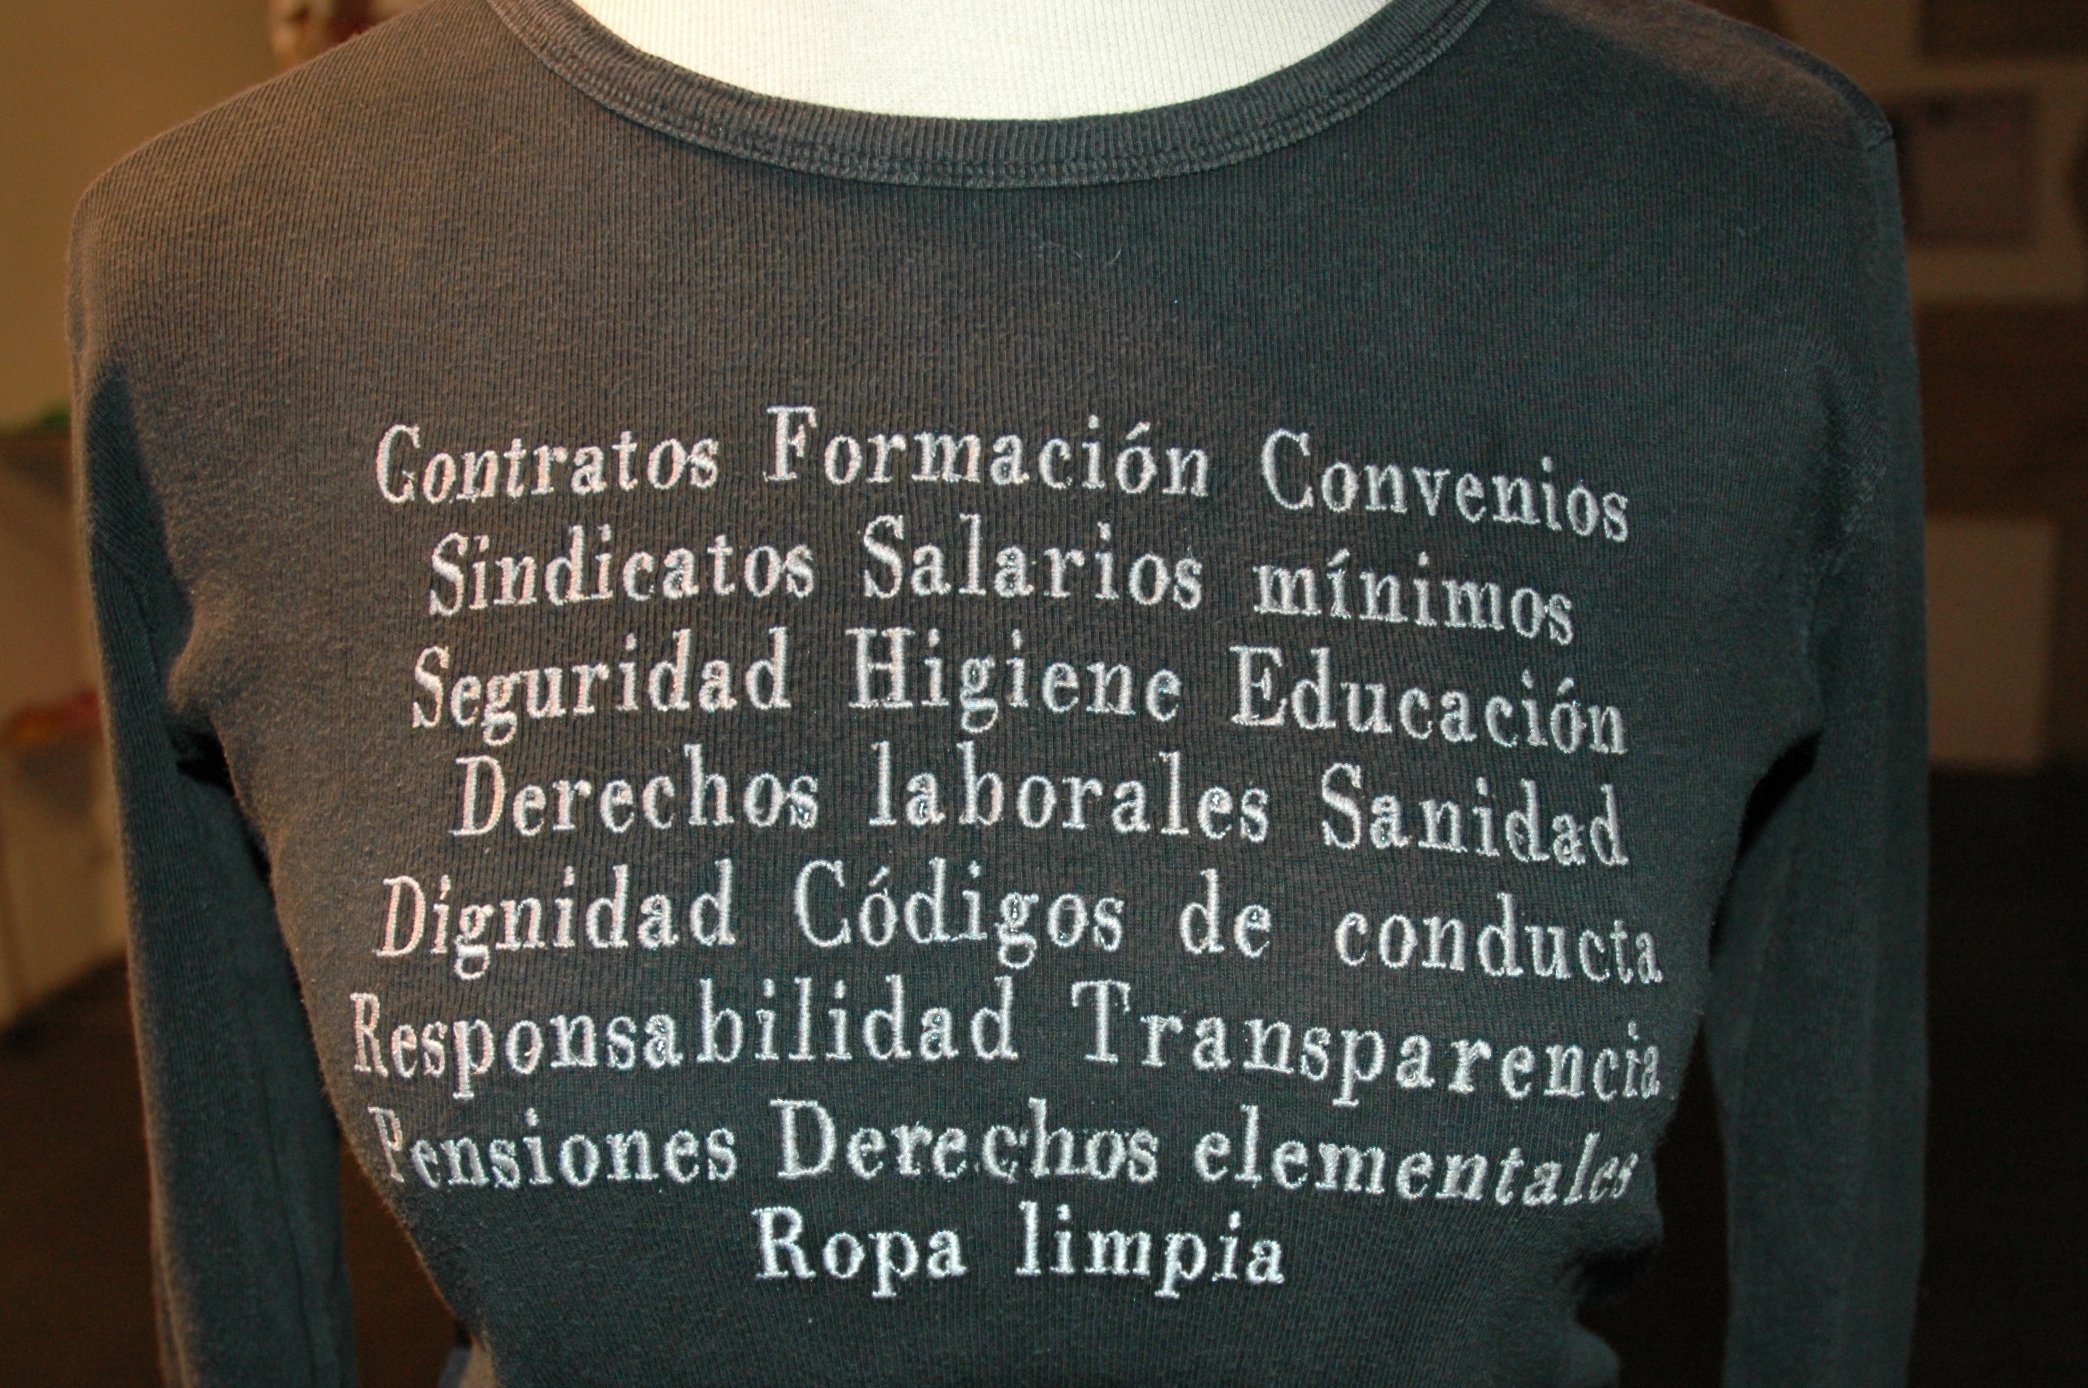 Contratos Formación Convenios
Sindicatos Salarios mínimos
Seguridad Higiene Educación
Derechos laborales Sanidad
Dignidad Códigos de conducta
Responsabilidad Transparencia
Pensiones Derechos elementales
Ropa limpia